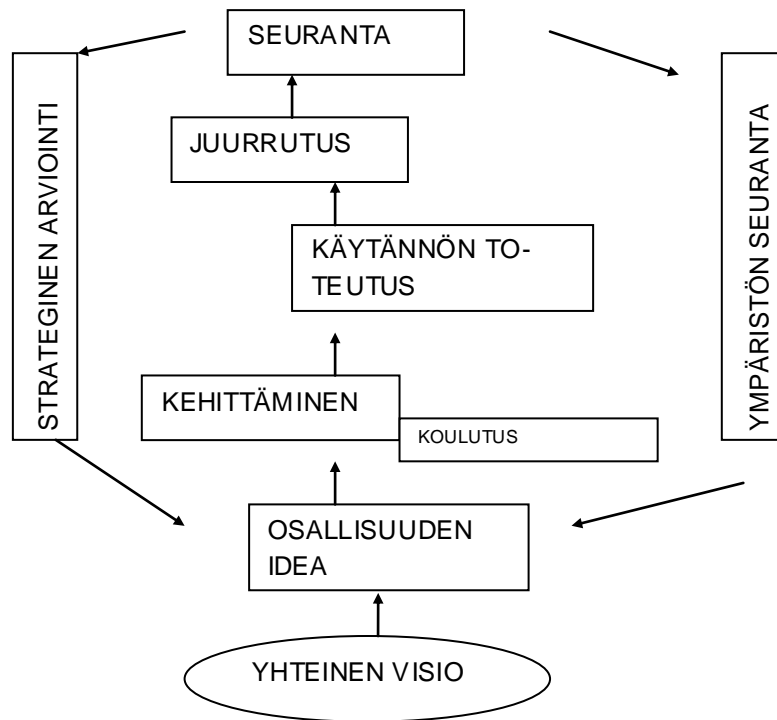 SEURANTA
STRATEGINEN ARVIOINTI
YMPÄRISTÖN SEURANTA
JUURRUTUS
KÄYTÄNNÖN TO-
TEUTUS
KEHITTÄMINEN
KOULUTUS
OSALLISUUDEN
IDEA
YHTEINEN VISIO